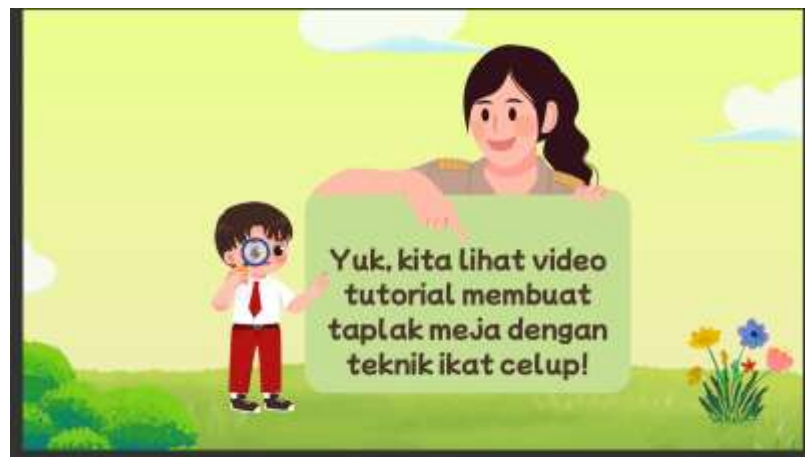 Yuk, kita lihat video
tutorial membuat
taplak meja dengan
teknik ikat celup!